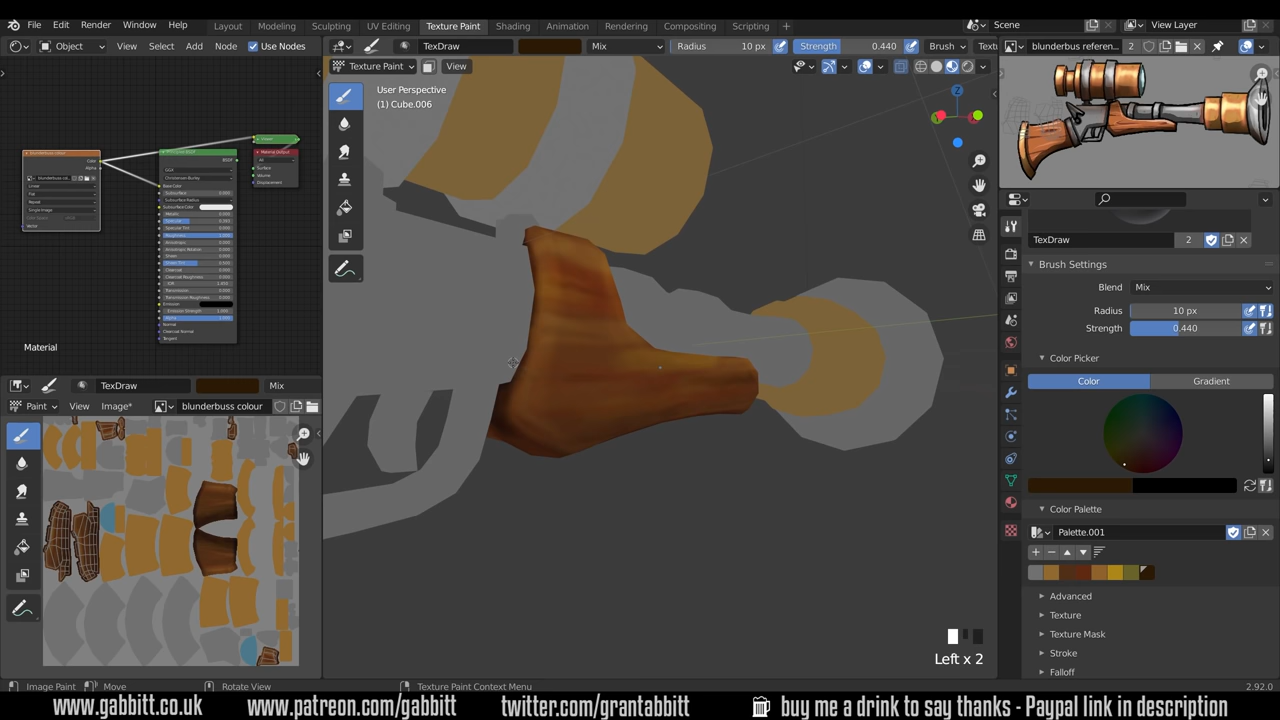 File Edit Render Window Help Layout Modeling Sculpting UV Editing Texture Paint Shading Animation Rendering Compositing Scripting + Scene View Layer
Object View Select Add Node Use Nodes TexDraw Mix Radius 10 px Strength 0.440 Brush Text blunderbus referen... 2
Texture Paint View
User Perspective
(1) Cube.006
Z
Material
TexDraw Mix
Paint View Image* blunderbuss colour
TexDraw 2
Brush Settings
Blend Mix
Radius 10 px
Strength 0.440
Color Picker
Color Gradient
Color Palette
Palette.001
Advanced
Texture
Texture Mask
Stroke
Falloff
Left x 2
Image Paint Move Rotate View Texture Paint Context Menu 2.92.0
www.gabbitt.co.uk www.patreon.com/gabbitt twitter.com/grantabbitt buy me a drink to say thanks - Paypal link in description